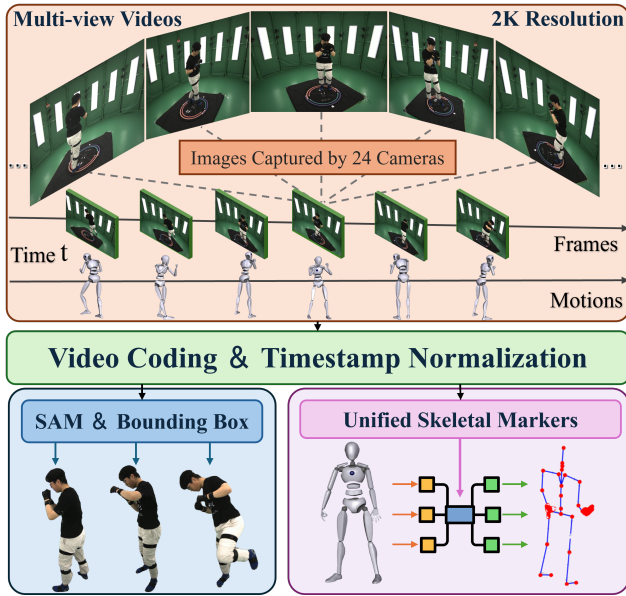 Multi-view Videos
2K Resolution
Images Captured by 24 Cameras
...
...
Time t
Frames
Motions
Video Coding & Timestamp Normalization
SAM & Bounding Box
Unified Skeletal Markers